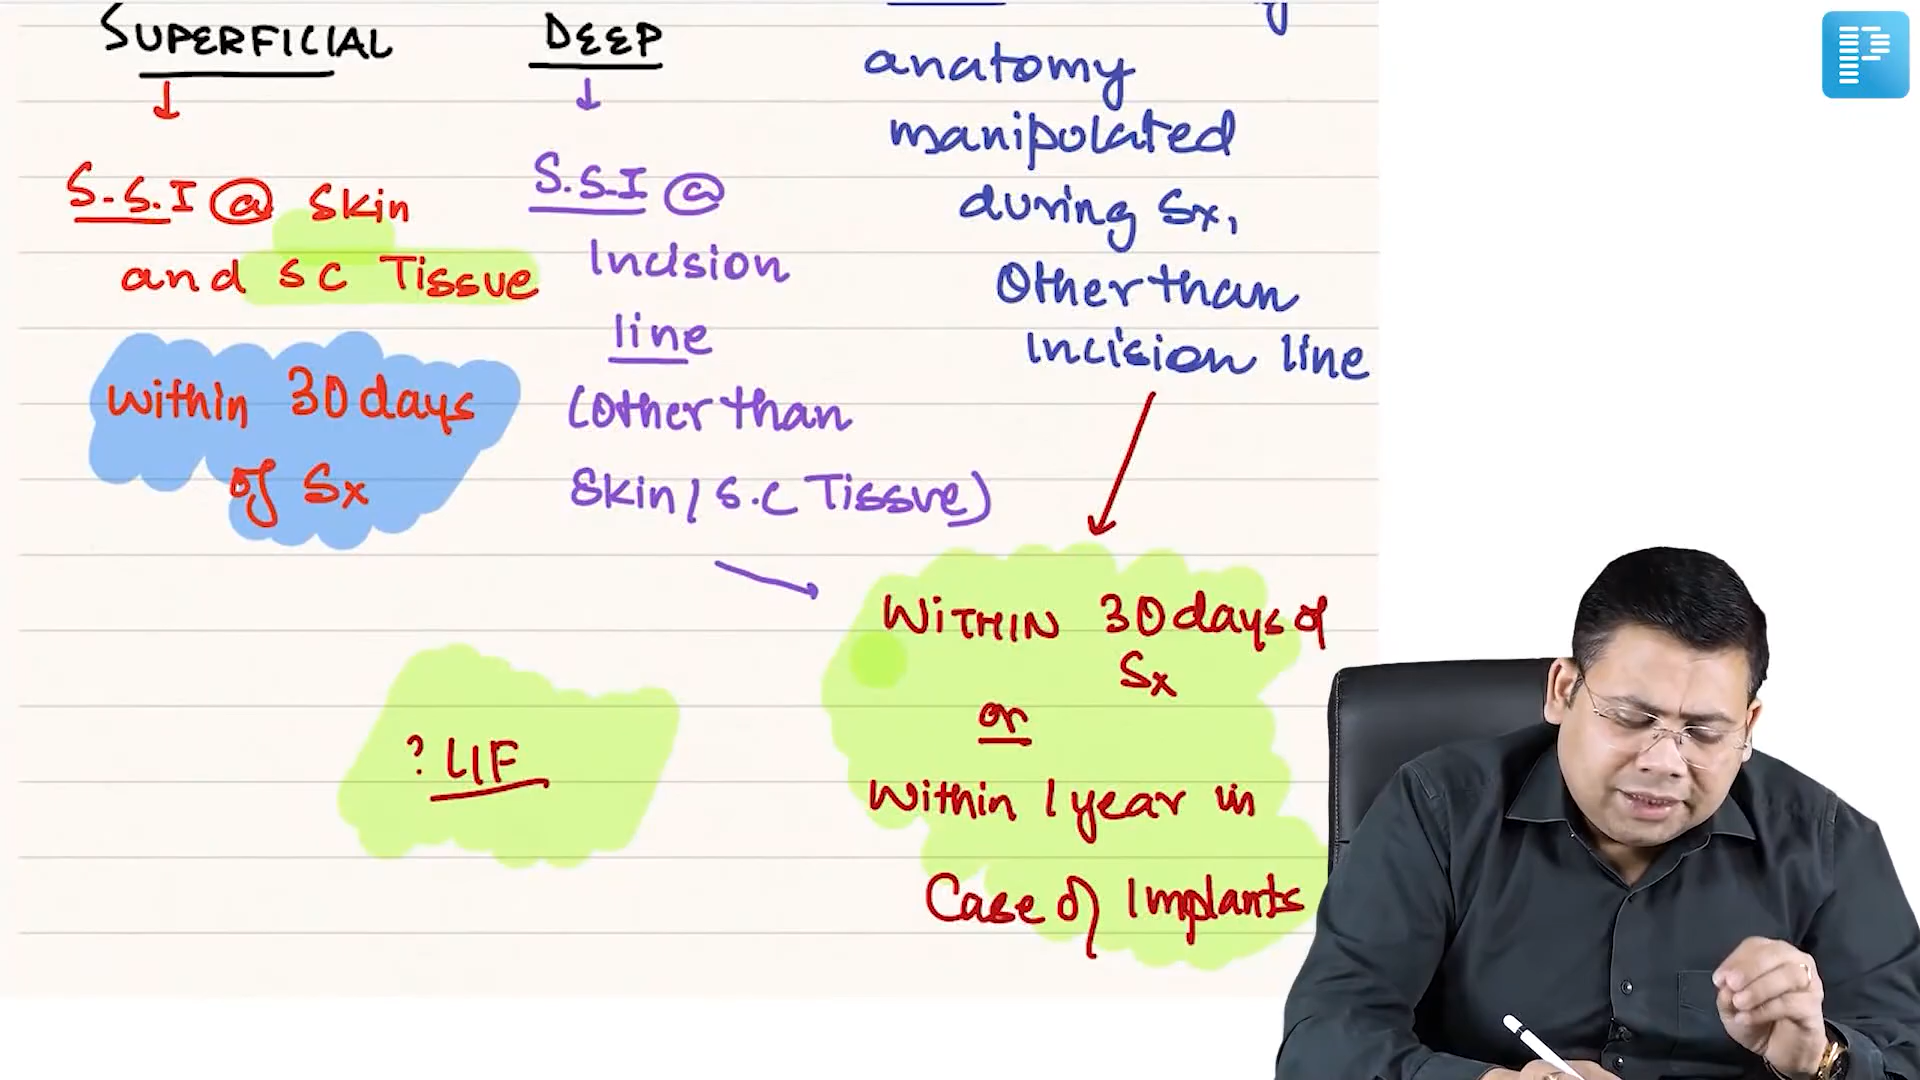 SUPERFICIAL
S.S.I @ Skin
and SC Tissue
Within 30 days
of Sx
DEEP
S.S.I @
Incision
line
(other than
Skin / S.C Tissue)
anatomy
manipulated
during Sx,
Other than
Incision line
WITHIN 30 days of
Sx
or
Within 1 year in
Case of Implants
? LIF